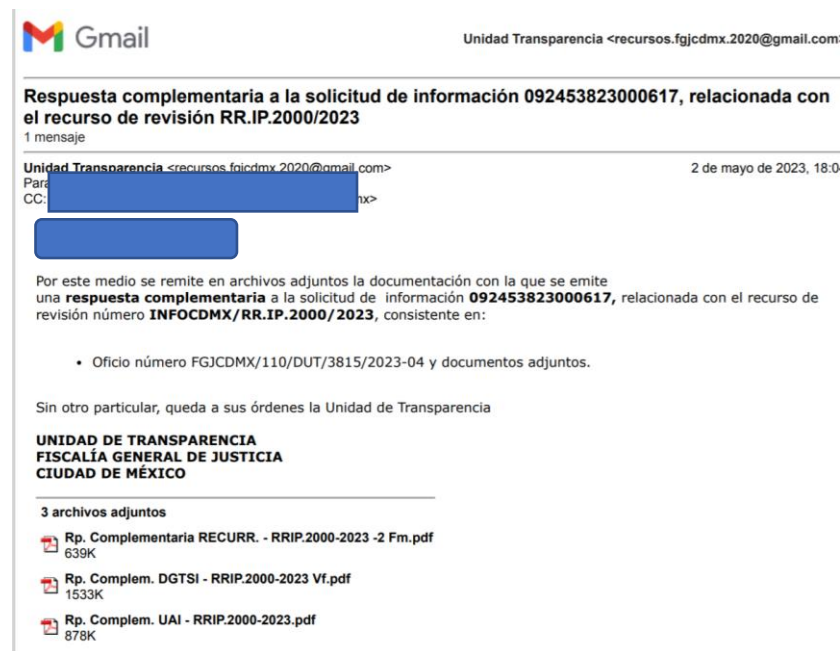 Gmail
Unidad Transparencia <recursos.fgjcdmx.2020@gmail.com>
Respuesta complementaria a la solicitud de información 092453823000617, relacionada con
el recurso de revisión RR.IP.2000/2023
1 mensaje
Unidad Transparencia <recursos.fgjcdmx.2020@gmail.com>
2 de mayo de 2023, 18:04
Para
CC:
nx>
Por este medio se remite en archivos adjuntos la documentación con la que se emite
una respuesta complementaria a la solicitud de información 092453823000617, relacionada con el recurso de
revisión número INFOCDMX/RR.IP.2000/2023, consistente en:
• Oficio número FGJCDMX/110/DUT/3815/2023-04 y documentos adjuntos.
Sin otro particular, queda a sus órdenes la Unidad de Transparencia
UNIDAD DE TRANSPARENCIA
FISCALÍA GENERAL DE JUSTICIA
CIUDAD DE MÉXICO
3 archivos adjuntos
Rp. Complementaria RECURR. - RRIP.2000-2023 -2 Fm.pdf
639K
Rp. Complem. DGTSI - RRIP.2000-2023 Vf.pdf
1533K
Rp. Complem. UAI - RRIP.2000-2023.pdf
878K